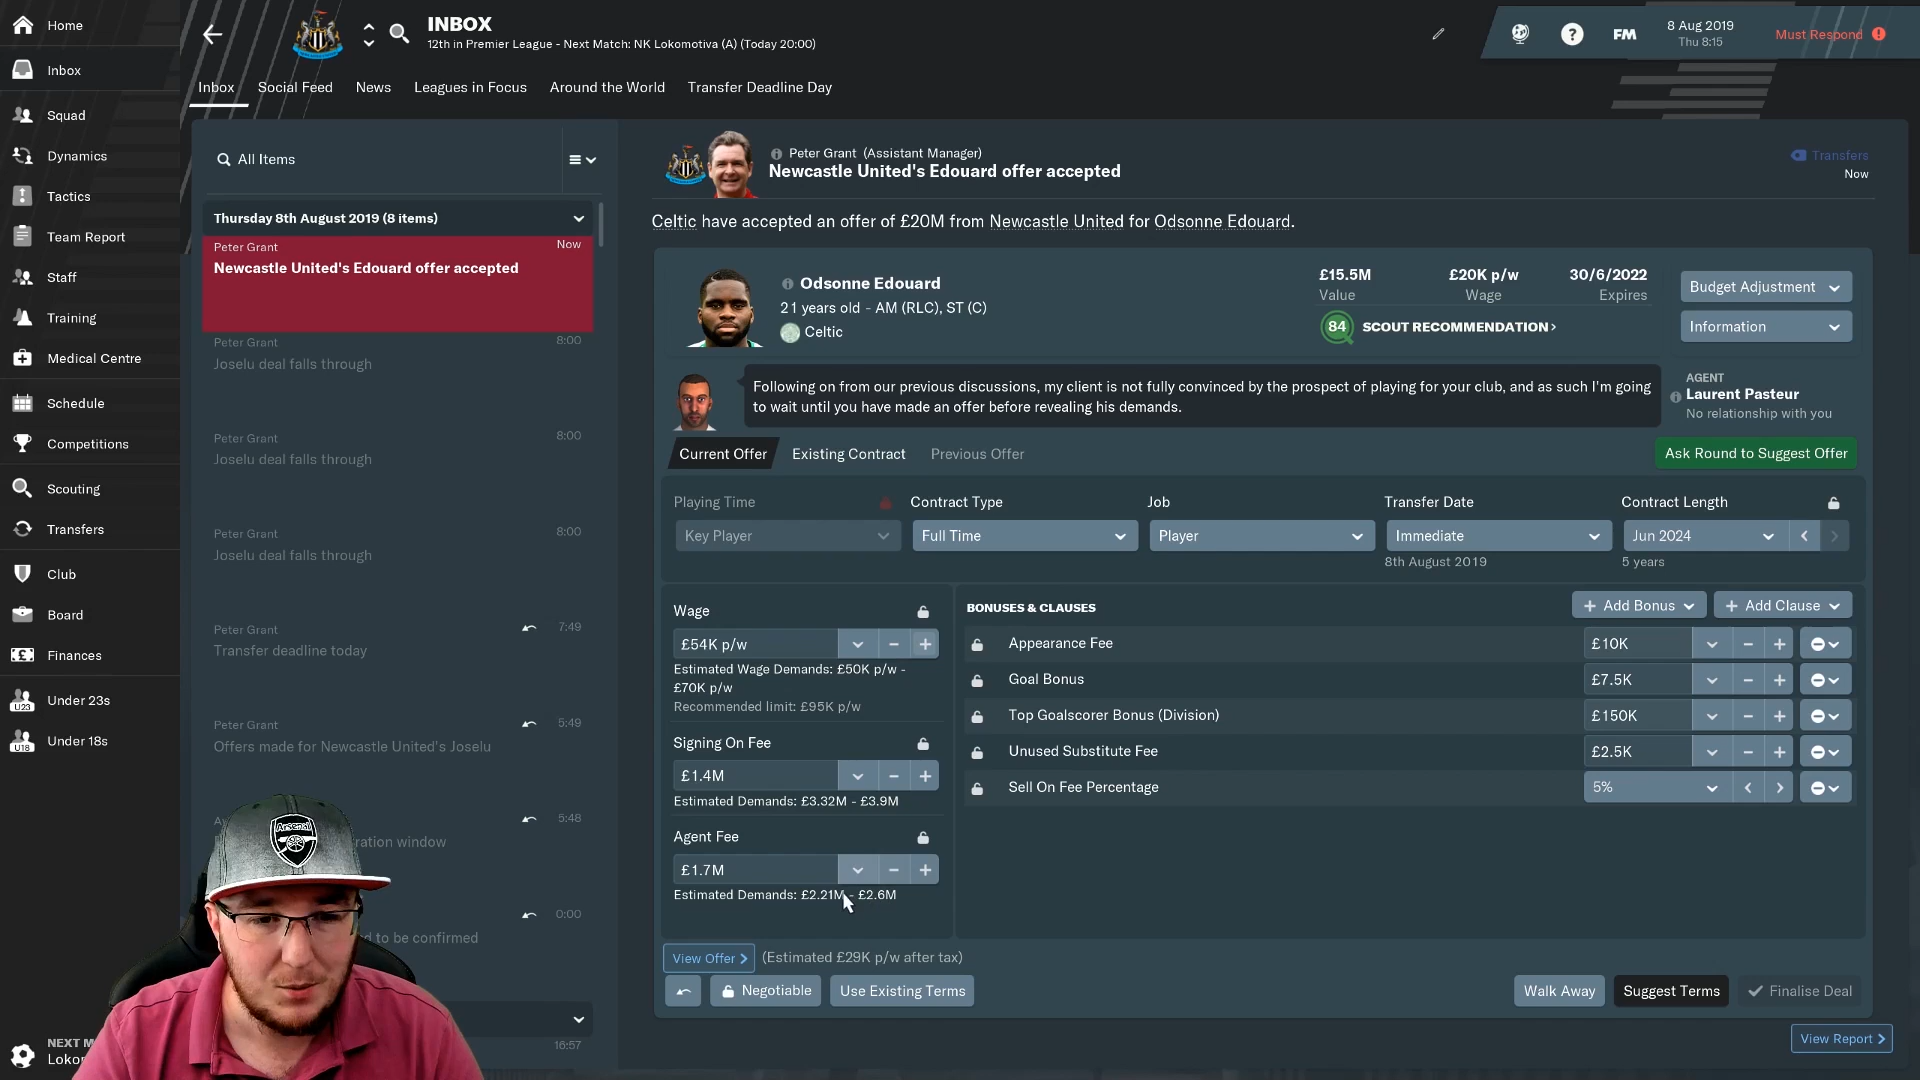 Home
Inbox
Squad
Dynamics
Tactics
Team Report
Staff
Training
Medical Centre
Schedule
Competitions
Scouting
Transfers
Club
Board
Finances
U23
Under 23s
U18
Under 18s
NEXT M
Loko
INBOX
12th in Premier League - Next Match: NK Lokomotiva (A) (Today 20:00)
FM
8 Aug 2019
Thu 8:15
Must Respond
Inbox
Social Feed
News
Leagues in Focus
Around the World
Transfer Deadline Day
All Items
Thursday 8th August 2019 (8 items)
Peter Grant
Now
Newcastle United's Edouard offer accepted
Peter Grant
8:00
Joselu deal falls through
Peter Grant
8:00
Joselu deal falls through
Peter Grant
8:00
Joselu deal falls through
Peter Grant
7:49
Transfer deadline today
Peter Grant
5:49
Offers made for Newcastle United's Joselu
5:48
ration window
0:00
d to be confirmed
16:57
Arsenal
Peter Grant (Assistant Manager)
Newcastle United's Edouard offer accepted
Transfers
Now
Celtic have accepted an offer of £20M from Newcastle United for Odsonne Edouard.
Odsonne Edouard
21 years old - AM (RLC), ST (C)
Celtic
£15.5M
Value
£20K p/w
Wage
30/6/2022
Expires
84 SCOUT RECOMMENDATION>
Budget Adjustment
Information
Following on from our previous discussions, my client is not fully convinced by the prospect of playing for your club, and as such I'm going
to wait until you have made an offer before revealing his demands.
AGENT
Laurent Pasteur
No relationship with you
Current Offer
Existing Contract
Previous Offer
Ask Round to Suggest Offer
Playing Time
Key Player
Contract Type
Full Time
Job
Player
Transfer Date
Immediate
8th August 2019
Contract Length
Jun 2024
5 years
Wage
£54K p/w
Estimated Wage Demands: £50K p/w -
£70K p/w
Recommended limit: £95K p/w
Signing On Fee
£1.4M
Estimated Demands: £3.32M - £3.9M
Agent Fee
£1.7M
Estimated Demands: £2.21M - £2.6M
BONUSES & CLAUSES
+ Add Bonus
+ Add Clause
Appearance Fee
£10K
Goal Bonus
£7.5K
Top Goalscorer Bonus (Division)
£150K
Unused Substitute Fee
£2.5K
Sell On Fee Percentage
5%
View Offer >
(Estimated £29K p/w after tax)
Negotiable
Use Existing Terms
Walk Away
Suggest Terms
Finalise Deal
View Report >